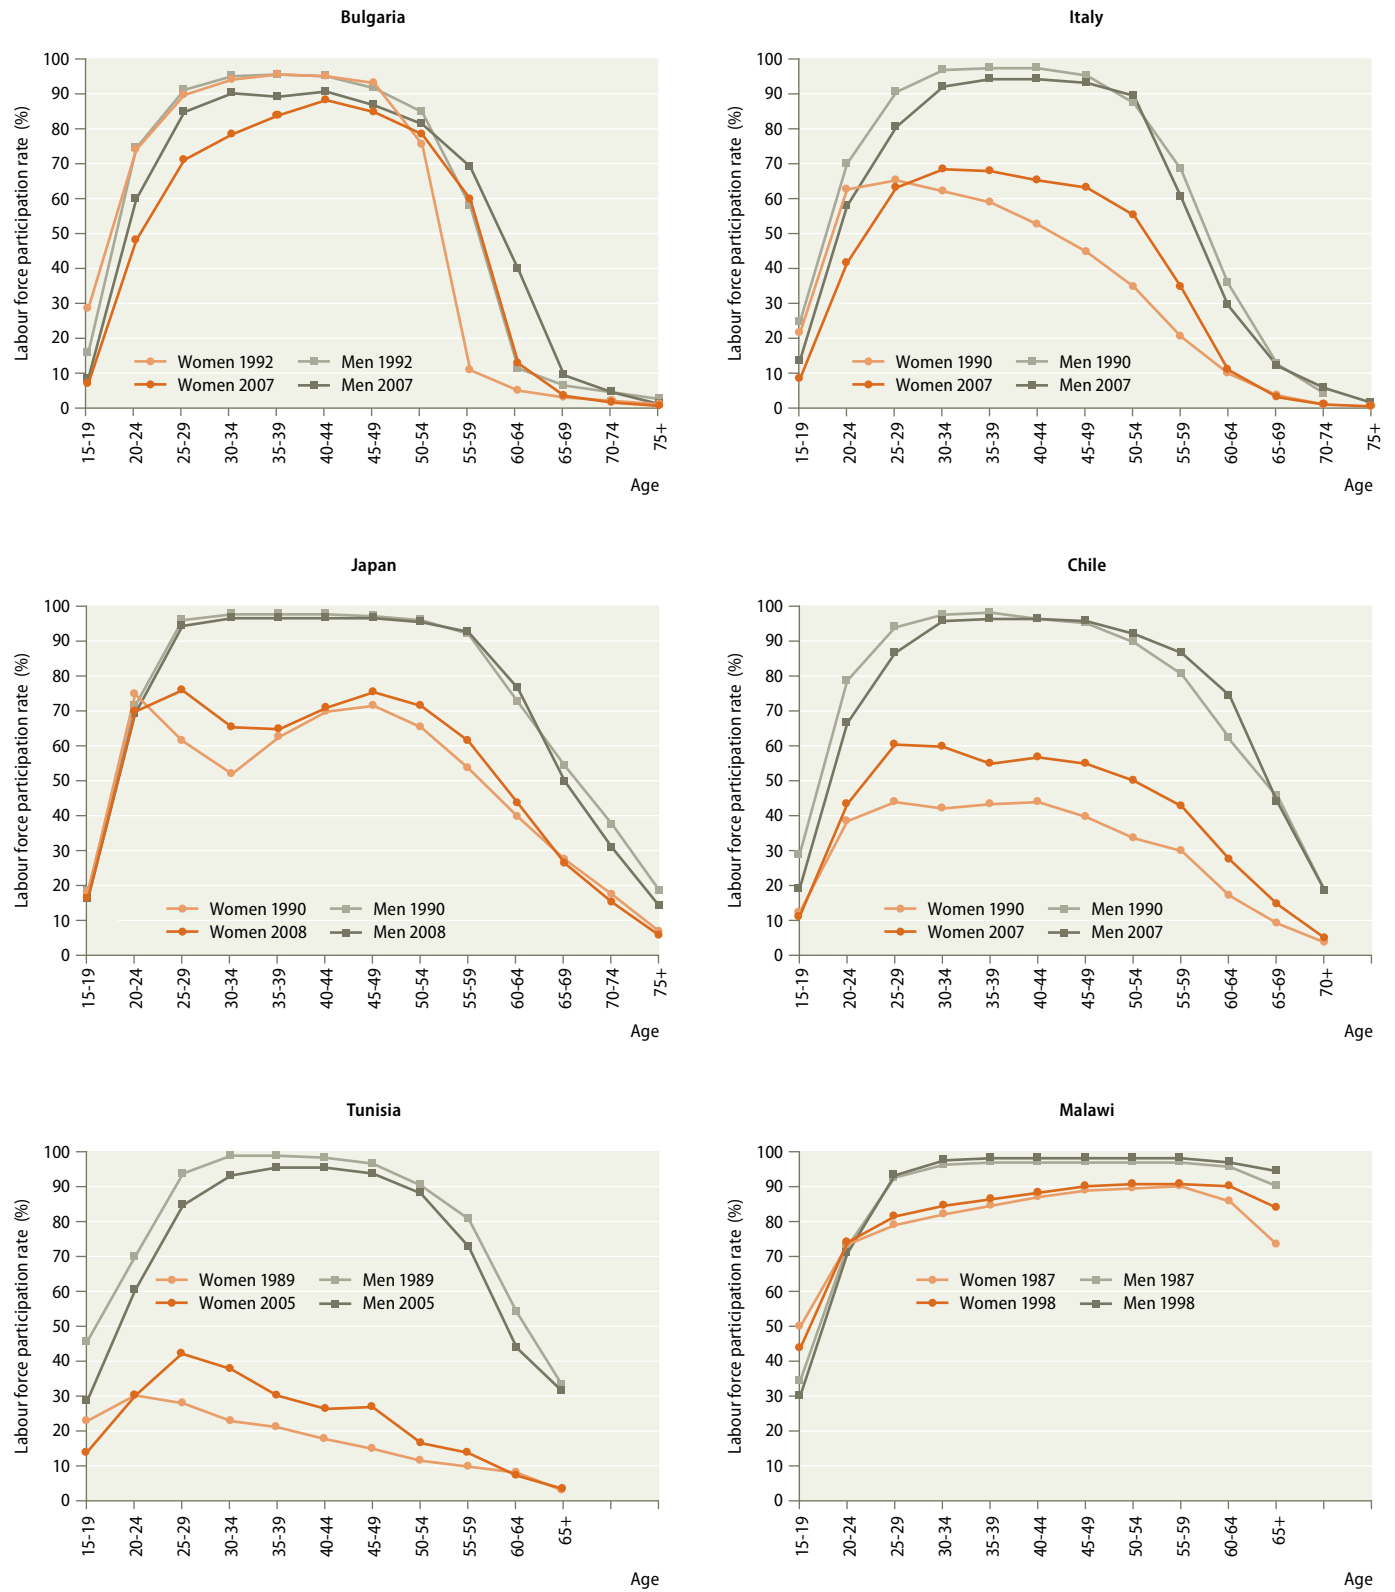 Bulgaria
Labour force participation rate (%)
100
90
80
70
60
50
40
30
20
10
0
Women 1992 Men 1992
Women 2007 Men 2007
15-19 20-24 25-29 30-34 35-39 40-44 45-49 50-54 55-59 60-64 65-69 70-74 75+
Age
Italy
Labour force participation rate (%)
100
90
80
70
60
50
40
30
20
10
0
Women 1990 Men 1990
Women 2007 Men 2007
15-19 20-24 25-29 30-34 35-39 40-44 45-49 50-54 55-59 60-64 65-69 70-74 75+
Age
Japan
Labour force participation rate (%)
100
90
80
70
60
50
40
30
20
10
0
Women 1990 Men 1990
Women 2008 Men 2008
15-19 20-24 25-29 30-34 35-39 40-44 45-49 50-54 55-59 60-64 65-69 70-74 75+
Age
Chile
Labour force participation rate (%)
100
90
80
70
60
50
40
30
20
10
0
Women 1990 Men 1990
Women 2007 Men 2007
15-19 20-24 25-29 30-34 35-39 40-44 45-49 50-54 55-59 60-64 65-69 70+
Age
Tunisia
Labour force participation rate (%)
100
90
80
70
60
50
40
30
20
10
0
Women 1989 Men 1989
Women 2005 Men 2005
15-19 20-24 25-29 30-34 35-39 40-44 45-49 50-54 55-59 60-64 65+
Age
Malawi
Labour force participation rate (%)
100
90
80
70
60
50
40
30
20
10
0
Women 1987 Men 1987
Women 1998 Men 1998
15-19 20-24 25-29 30-34 35-39 40-44 45-49 50-54 55-59 60-64 65+
Age